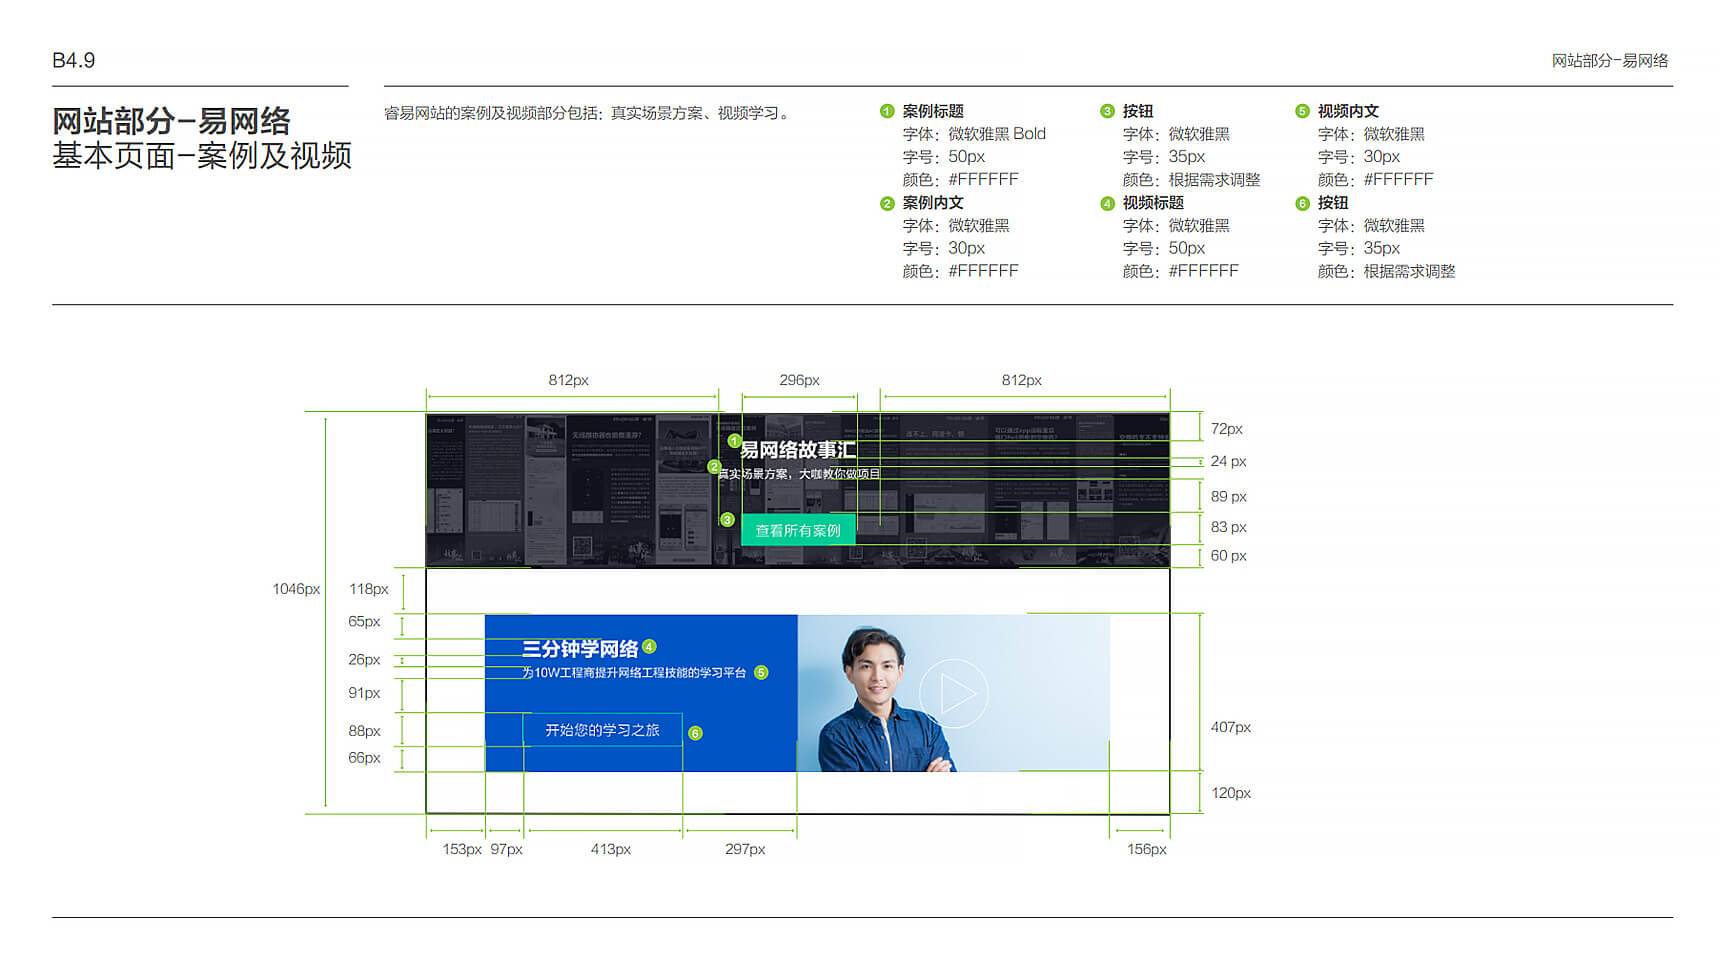 B4.9
网站部分-易网络
网站部分-易网络
基本页面-案例及视频
睿易网站的案例及视频部分包括：真实场景方案、视频学习。
1 案例标题
字体：微软雅黑 Bold
字号：50px
颜色：#FFFFFF
2 案例内文
字体：微软雅黑
字号：30px
颜色：#FFFFFF
3 按钮
字体：微软雅黑
字号：35px
颜色：根据需求调整
4 视频标题
字体：微软雅黑
字号：50px
颜色：#FFFFFF
5 视频内文
字体：微软雅黑
字号：30px
颜色：#FFFFFF
6 按钮
字体：微软雅黑
字号：35px
颜色：根据需求调整
812px
296px
812px
无线路由器也能做漫游？
1
易网络故事汇
2
真实场景方案，大咖教你做项目
3
查看所有案例
72px
24 px
89 px
83 px
60 px
1046px
118px
65px
26px
91px
88px
66px
三分钟学网络 4
为10W工程商提升网络工程技能的学习平台 5
开始您的学习之旅 6
407px
120px
153px
97px
413px
297px
156px